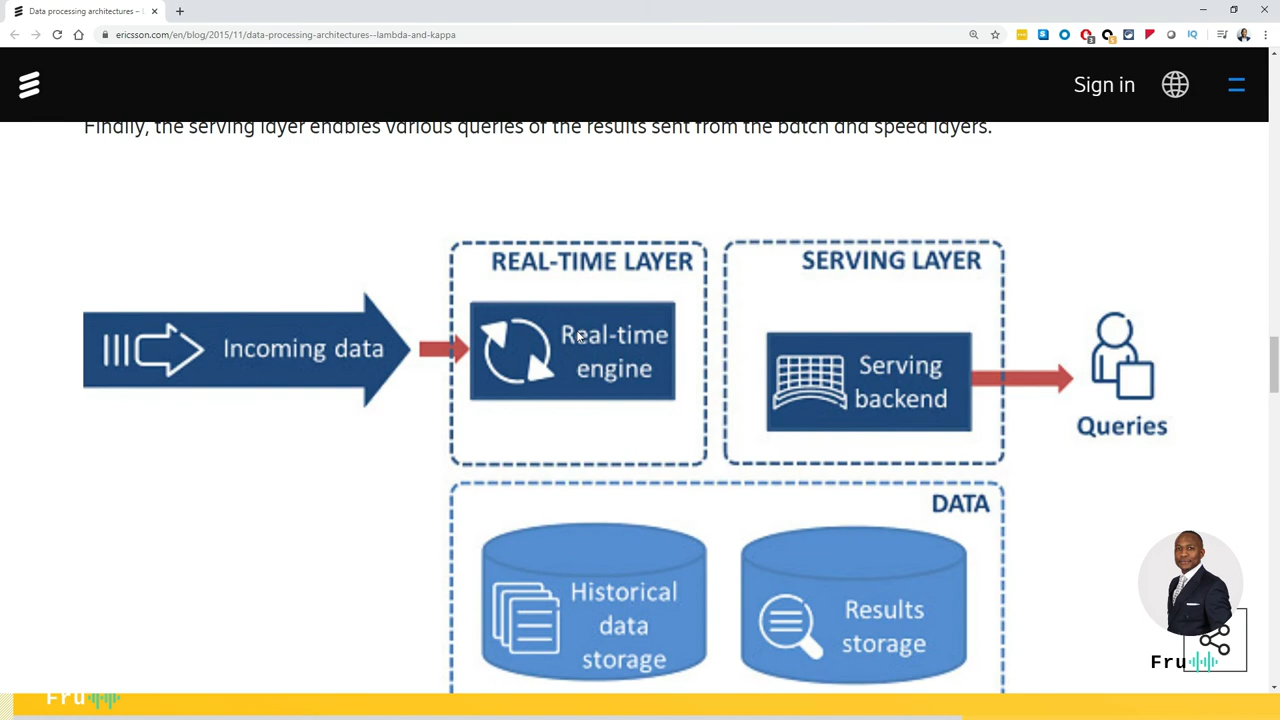 Data processing architectures – l
ericsson.com/en/blog/2015/11/data-processing-architectures--lambda-and-kappa
Sign in
Finally, the serving layer enables various queries of the results sent from the batch and speed layers.
REAL-TIME LAYER
SERVING LAYER
Incoming data
Real-time
engine
Serving
backend
Queries
DATA
Historical
data
storage
Results
storage
Fru
Fru